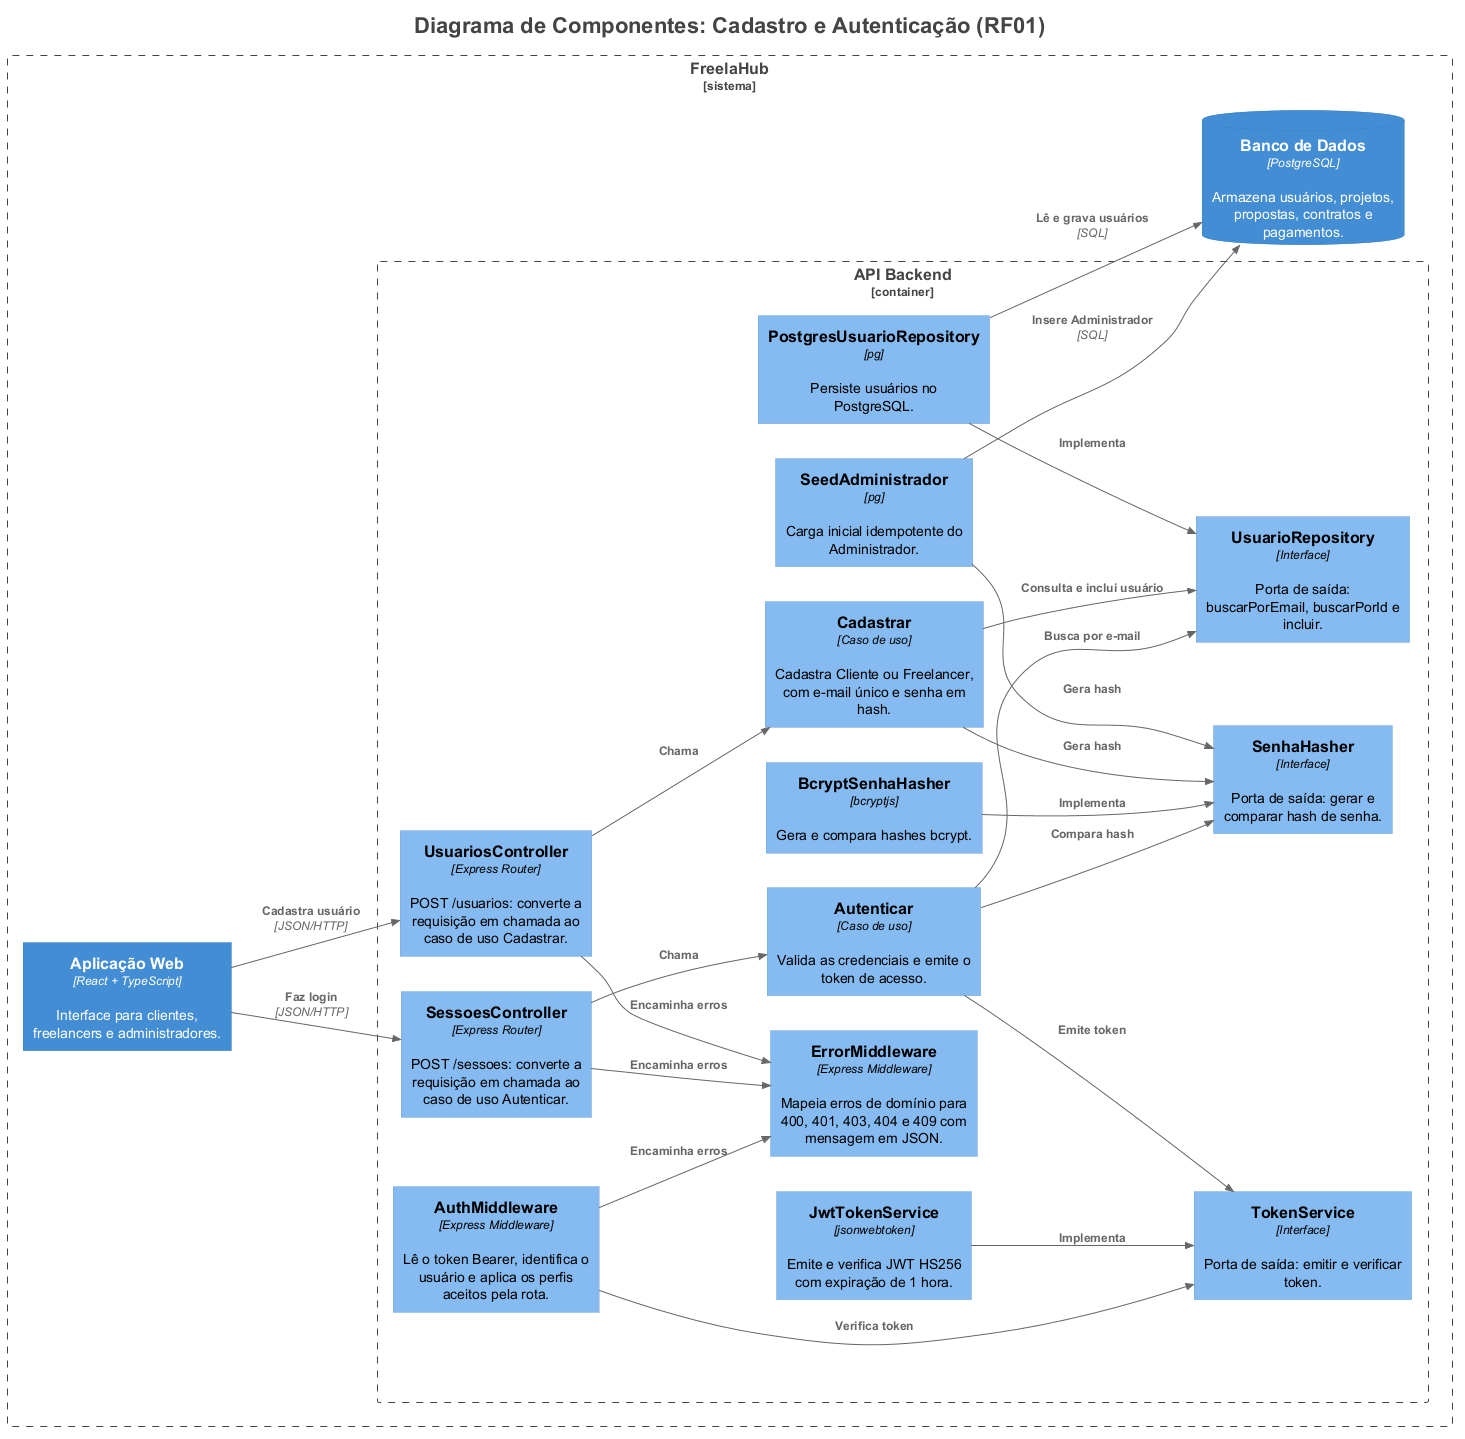 Diagrama de Componentes: Cadastro e Autenticação (RF01)
FreelaHub
[sistema]
Banco de Dados
[PostgreSQL]
Armazena usuários, projetos,
propostas, contratos e
pagamentos.
Lê e grava usuários
[SQL]
API Backend
[container]
PostgresUsuarioRepository
[pg]
Persiste usuários no
PostgreSQL.
Insere Administrador
[SQL]
Implementa
SeedAdministrador
[pg]
Carga inicial idempotente do
Administrador.
UsuarioRepository
[Interface]
Porta de saída:
buscarPorEmail, buscarPorId e
incluir.
Consulta e inclui usuário
Busca por e-mail
Cadastrar
[Caso de uso]
Cadastra Cliente ou Freelancer,
com e-mail único e senha em
hash.
Gera hash
Gera hash
Chama
SenhaHasher
[Interface]
Porta de saída: gerar e
comparar hash de senha.
BcryptSenhaHasher
[bcryptjs]
Gera e compara hashes bcrypt.
Implementa
Compara hash
UsuariosController
[Express Router]
POST /usuarios: converte a
requisição em chamada ao
caso de uso Cadastrar.
Cadastra usuário
[JSON/HTTP]
Autenticar
[Caso de uso]
Valida as credenciais e emite o
token de acesso.
Chama
Aplicação Web
[React + TypeScript]
Interface para clientes,
freelancers e administradores.
Faz login
[JSON/HTTP]
SessoesController
[Express Router]
POST /sessoes: converte a
requisição em chamada ao
caso de uso Autenticar.
Encaminha erros
Encaminha erros
Emite token
ErrorMiddleware
[Express Middleware]
Mapeia erros de domínio para
400, 401, 403, 404 e 409 com
mensagem em JSON.
Encaminha erros
AuthMiddleware
[Express Middleware]
Lê o token Bearer, identifica o
usuário e aplica os perfis
aceitos pela rota.
JwtTokenService
[jsonwebtoken]
Emite e verifica JWT HS256
com expiração de 1 hora.
Implementa
TokenService
[Interface]
Porta de saída: emitir e verificar
token.
Verifica token